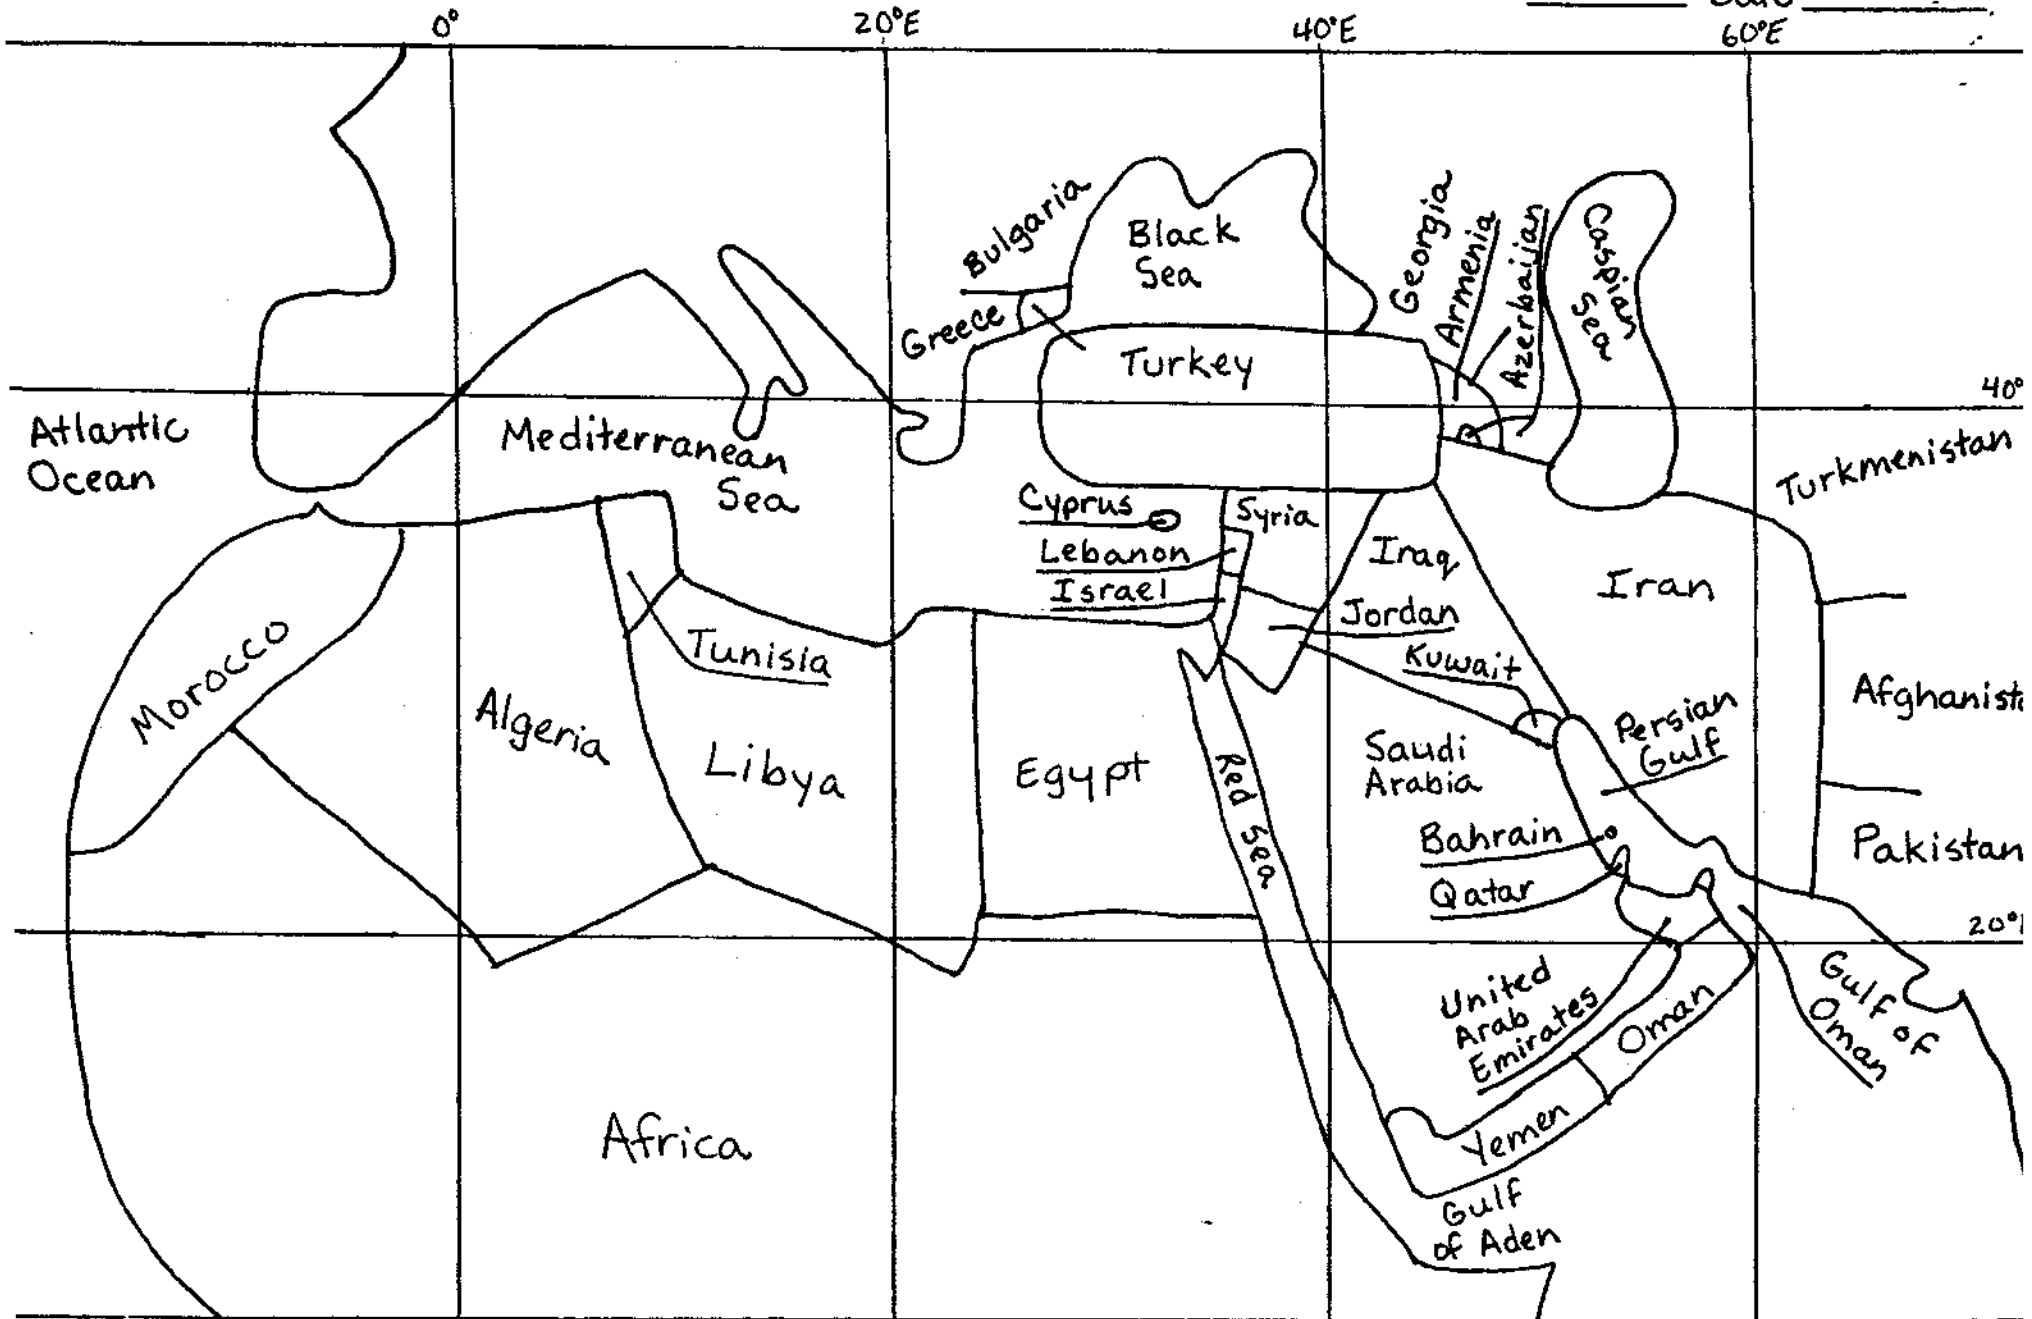 Date
0°
20°E
40°E
60°E
Bulgaria
Black
Sea
Georgia
Armenia
Azerbaijan
Caspian
Sea
Greece
Turkey
40°
Atlantic
Ocean
Mediterranean
Sea
Turkmenistan
Cyprus
Syria
Lebanon
Iraq
Israel
Iran
Jordan
Tunisia
Kuwait
Morocco
Algeria
Libya
Egypt
Red Sea
Saudi
Arabia
Persian
Gulf
Afghanist
Bahrain
Pakistan
Qatar
20°
United
Arab
Emirates
Oman
Gulf of
Oman
Africa
Yemen
Gulf
of Aden